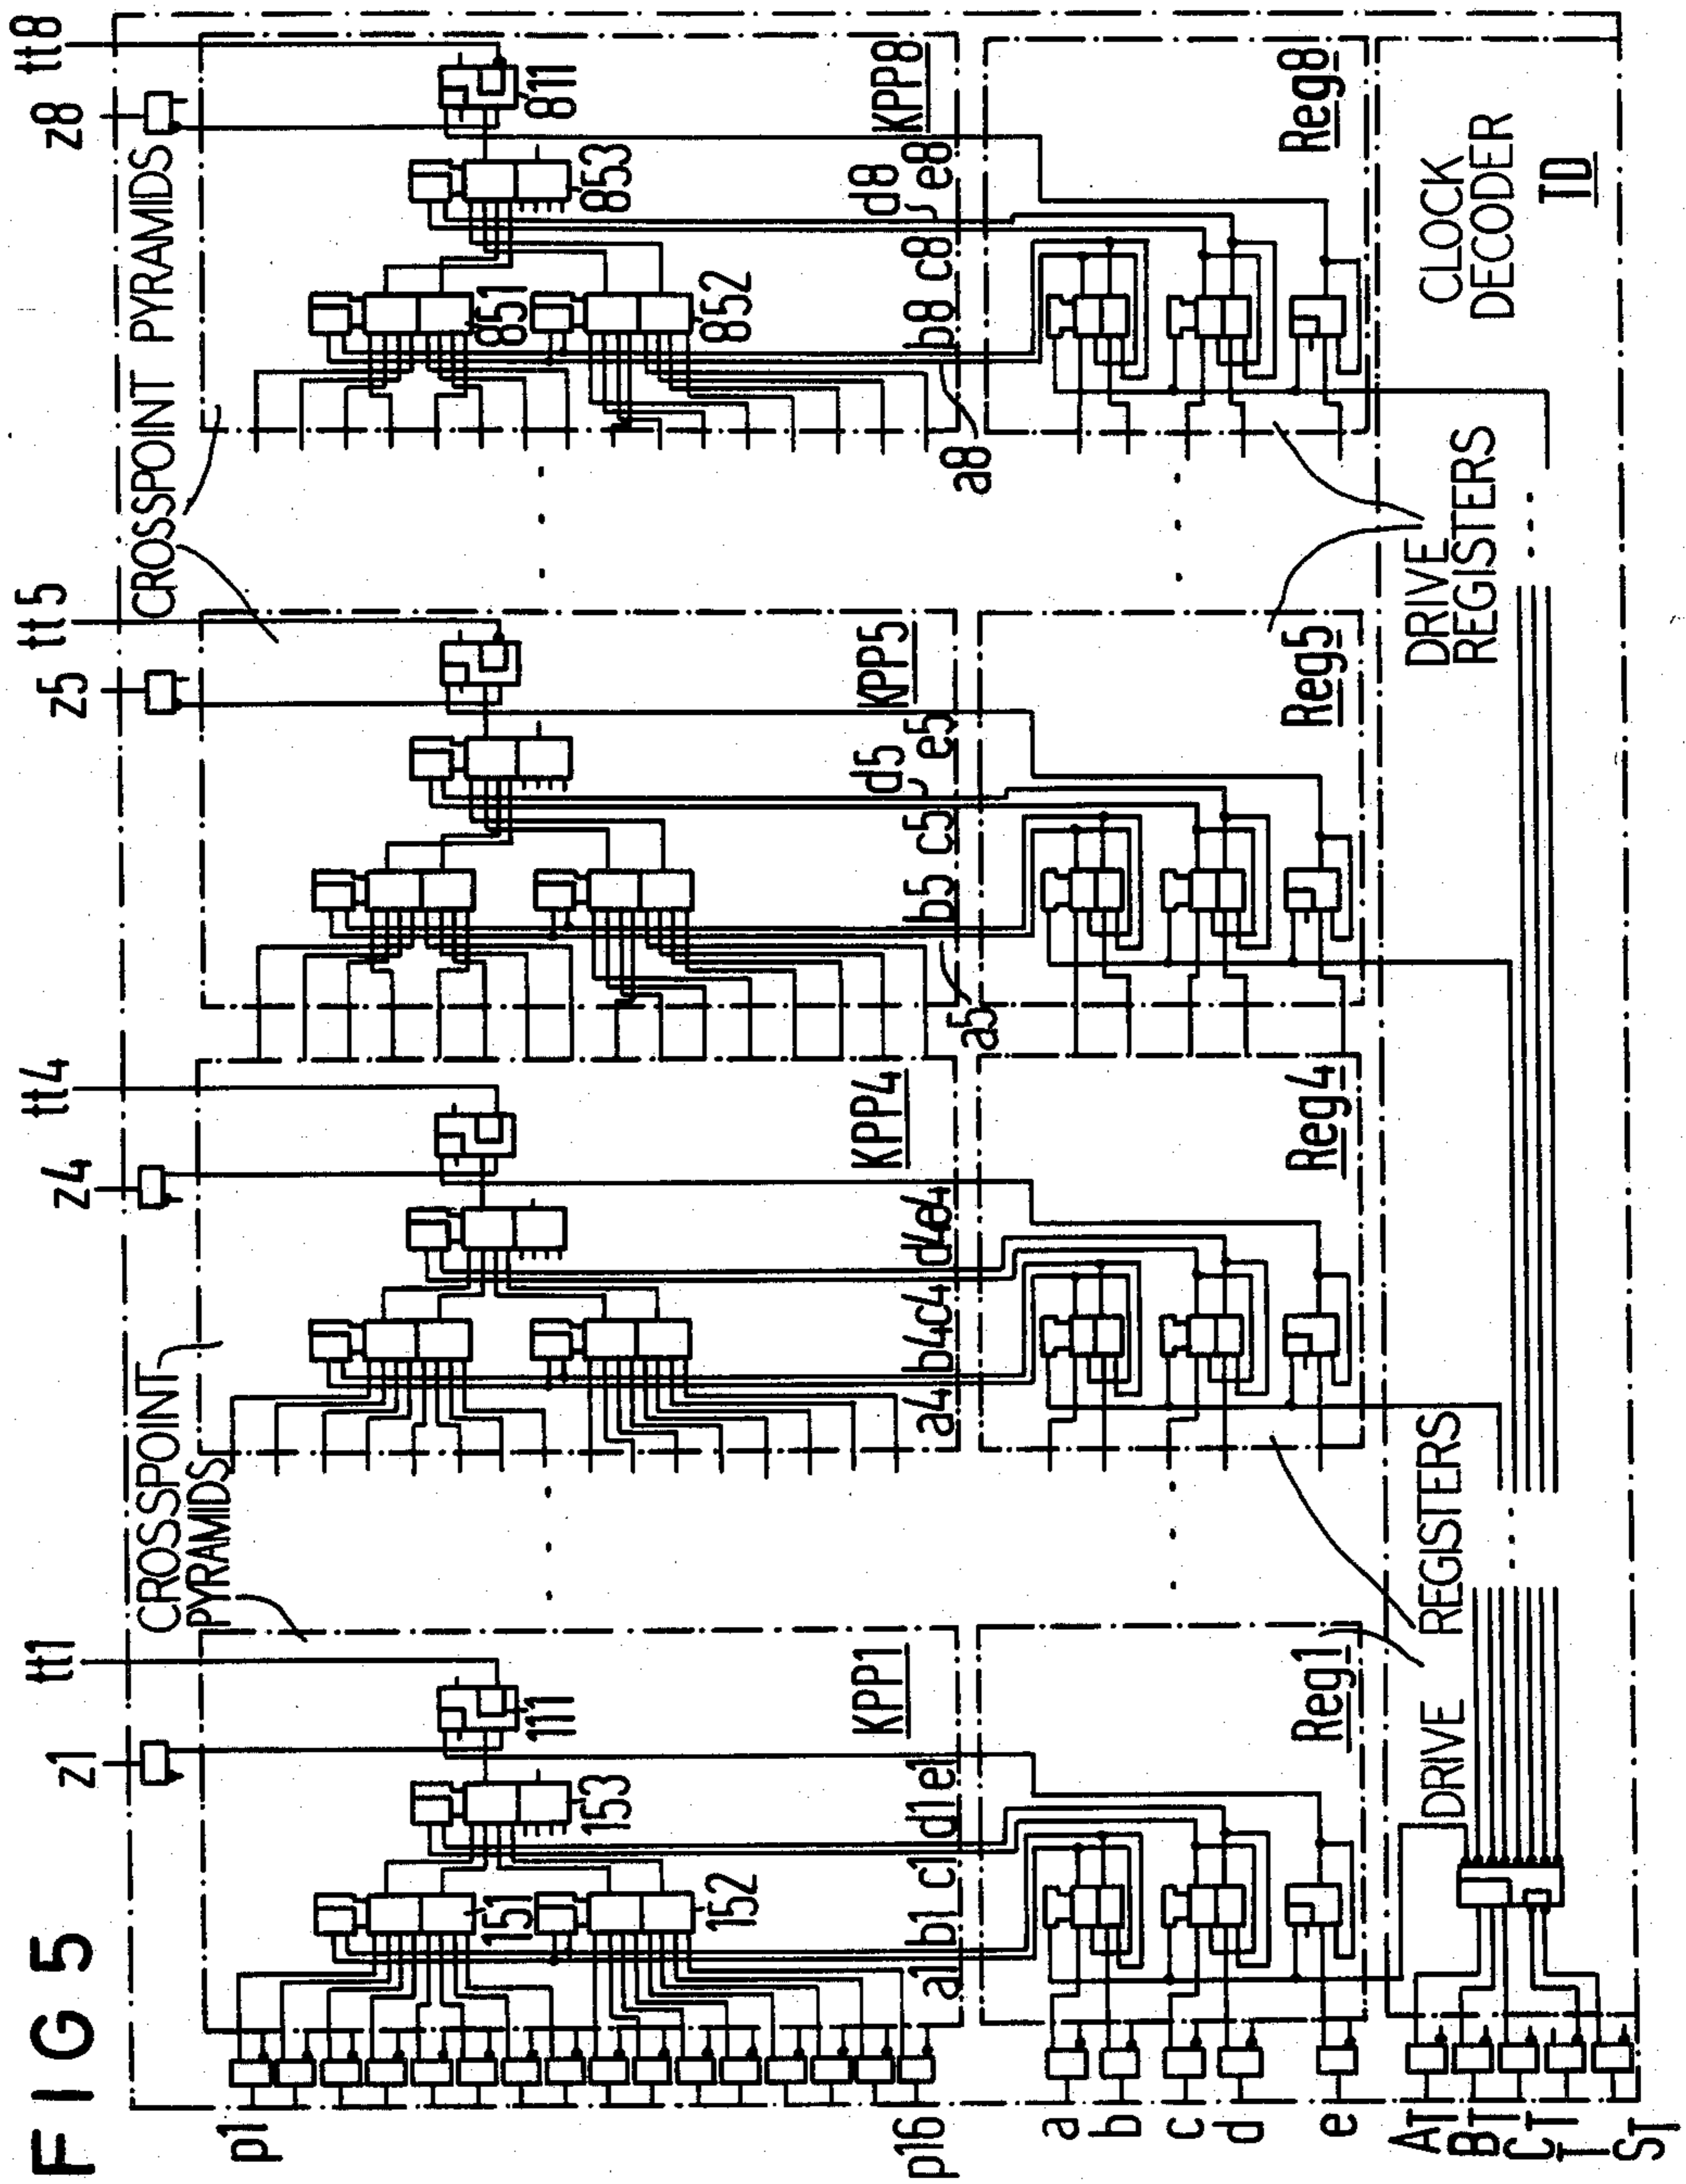 FIG 5
z1
tt1
z4
tt4
z5
tt5
z8
tt8
CROSSPOINT
PYRAMIDS
CROSSPOINT PYRAMIDS
p1
p16
151
152
153
111
KPP1
a1 b1 c1 d1 e1
KPP4
a4 b4 c4 d4 e4
KPP5
a5
b5 c5 d5 e5
851
852
853
811
KPP8
a8
b8 c8 d8 e8
a
b
c
d
e
Reg1
Reg4
Reg5
Reg8
DRIVE REGISTERS
DRIVE
REGISTERS
CLOCK
DECODER
TD
AT
BT
CT
T
ST